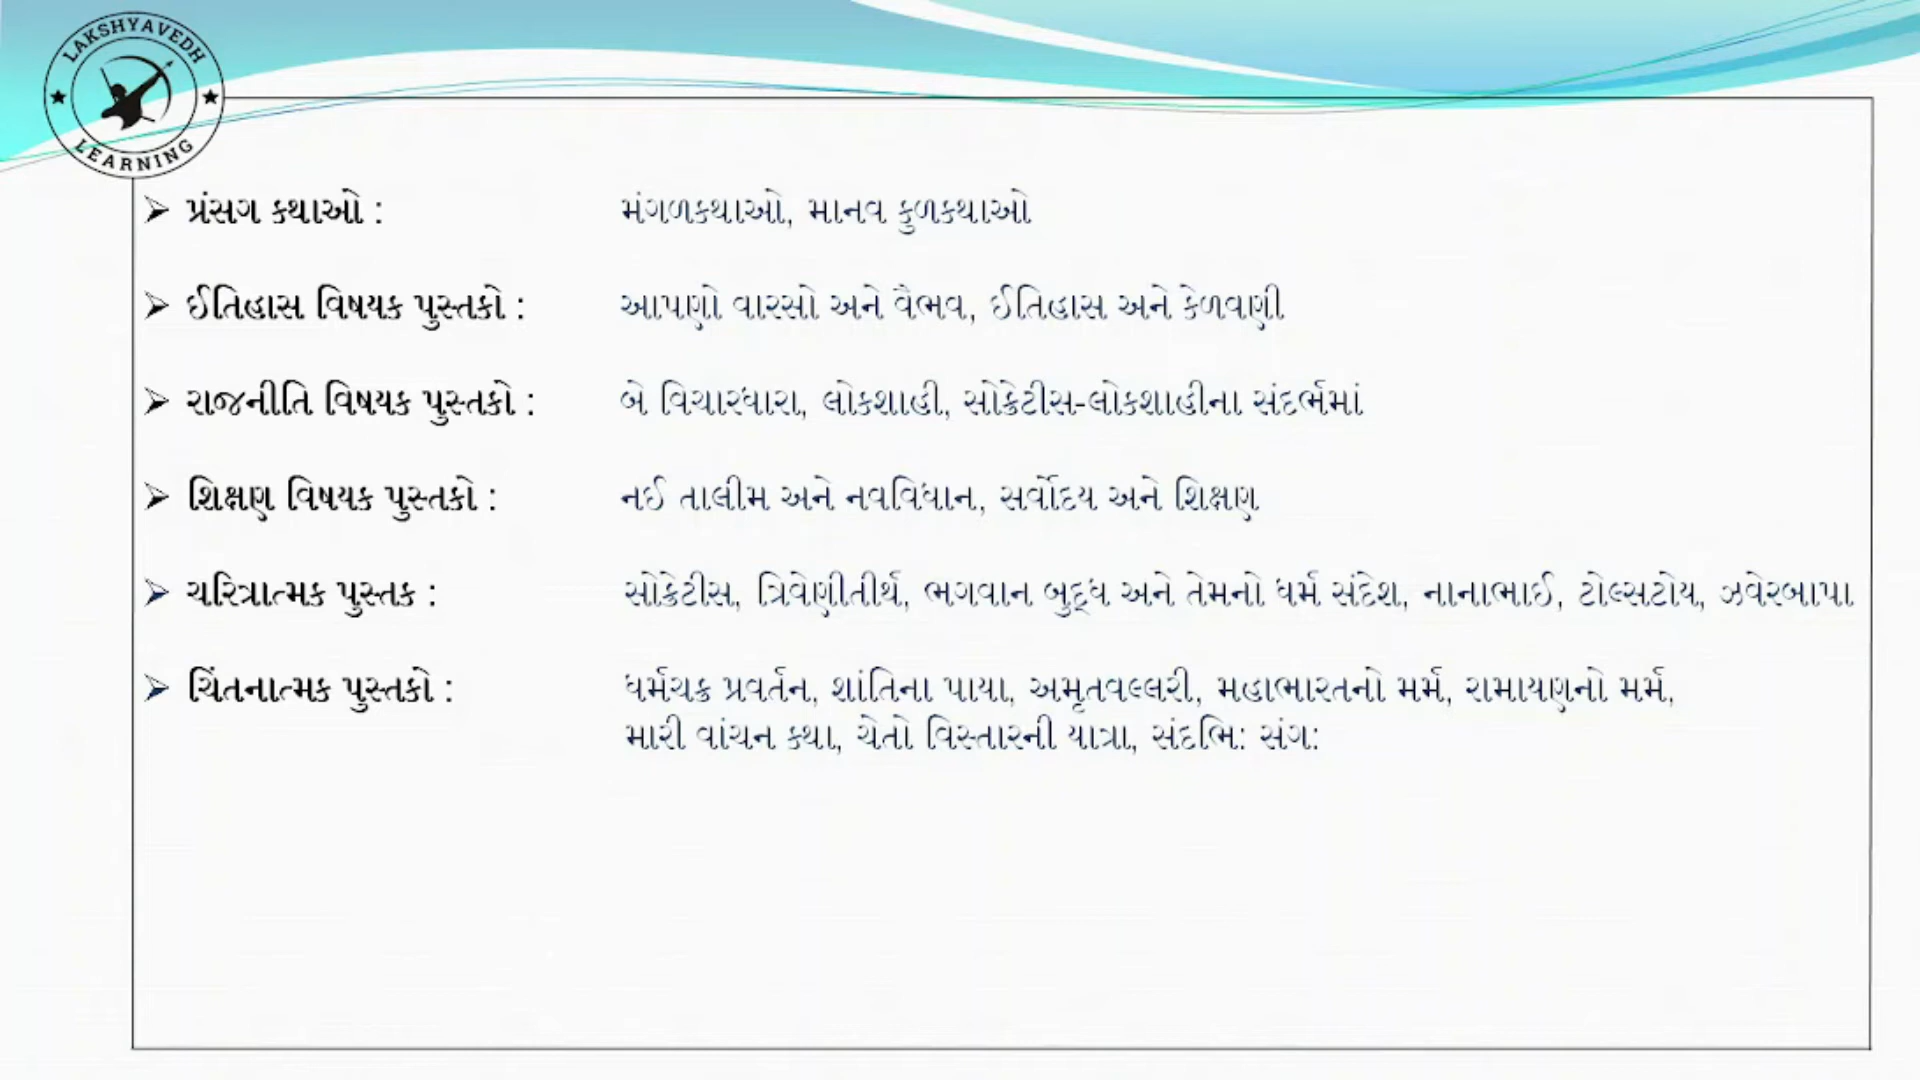 LAKSHYAVEDH
LEARNING
➢ પ્રંસગ કથાઓ : મંગળકથાઓ, માનવ કુળકથાઓ
➢ ઈતિહાસ વિષયક પુસ્તકો : આપણો વારસો અને વૈભવ, ઈતિહાસ અને કેળવણી
➢ રાજનીતિ વિષયક પુસ્તકો : બે વિચારધારા, લોકશાહી, સોક્રેટીસ-લોકશાહીના સંદર્ભમાં
➢ શિક્ષણ વિષયક પુસ્તકો : નઈ તાલીમ અને નવવિધાન, સર્વોદય અને શિક્ષણ
➢ ચરિત્રાત્મક પુસ્તક : સોક્રેટીસ, ત્રિવેણીતીર્થ, ભગવાન બુદ્ધ અને તેમનો ધર્મ સંદેશ, નાનાભાઈ, ટોલ્સટોય, ઝવેરબાપા
➢ ચિંતનાત્મક પુસ્તકો : ધર્મચક્ર પ્રવર્તન, શાંતિના પાયા, અમૃતવલ્લરી, મહાભારતનો મર્મ, રામાયણનો મર્મ,
મારી વાંચન કથા, ચેતો વિસ્તારની યાત્રા, સંદભિ: સંગ: